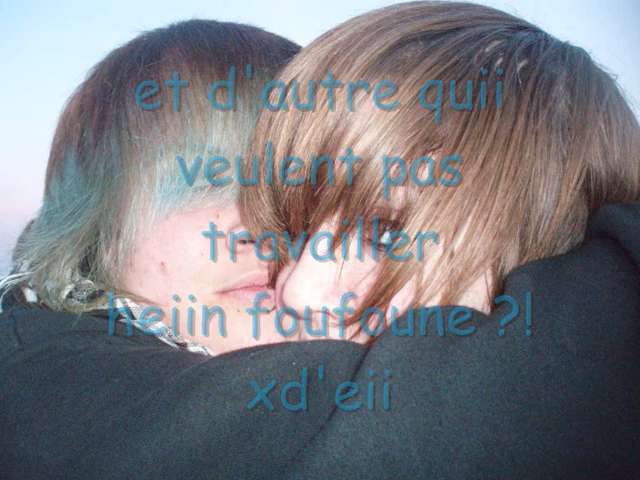 et d'autre quii
veulent pas
travailler
heiin foufoune ?!
xd'eii